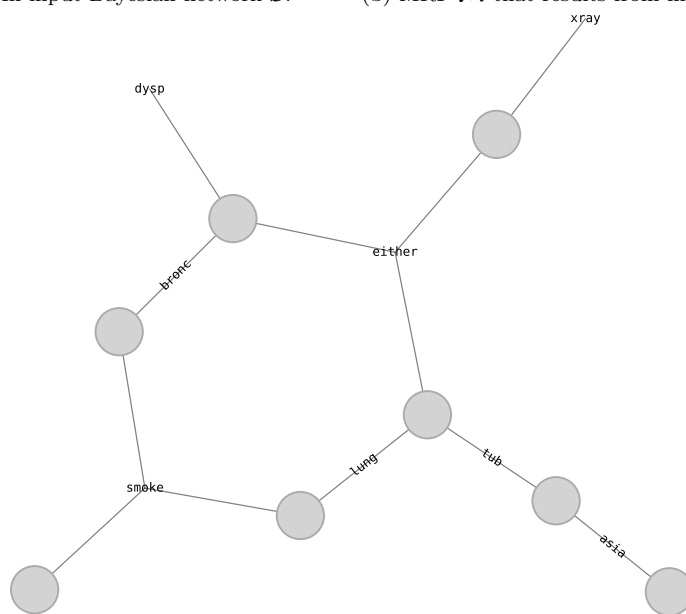 xray
dysp
either
bronc
lung
tub
smoke
asia